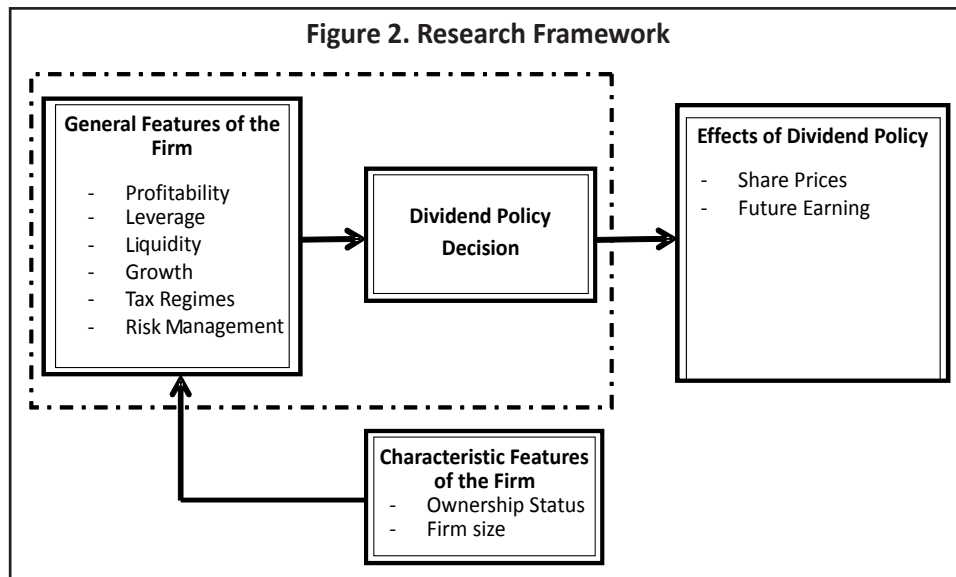 Figure 2. Research Framework
General Features of the
Firm
- Profitability
- Leverage
- Liquidity
- Growth
- Tax Regimes
- Risk Management
Dividend Policy
Decision
Effects of Dividend Policy
- Share Prices
- Future Earning
Characteristic Features
of the Firm
- Ownership Status
- Firm size